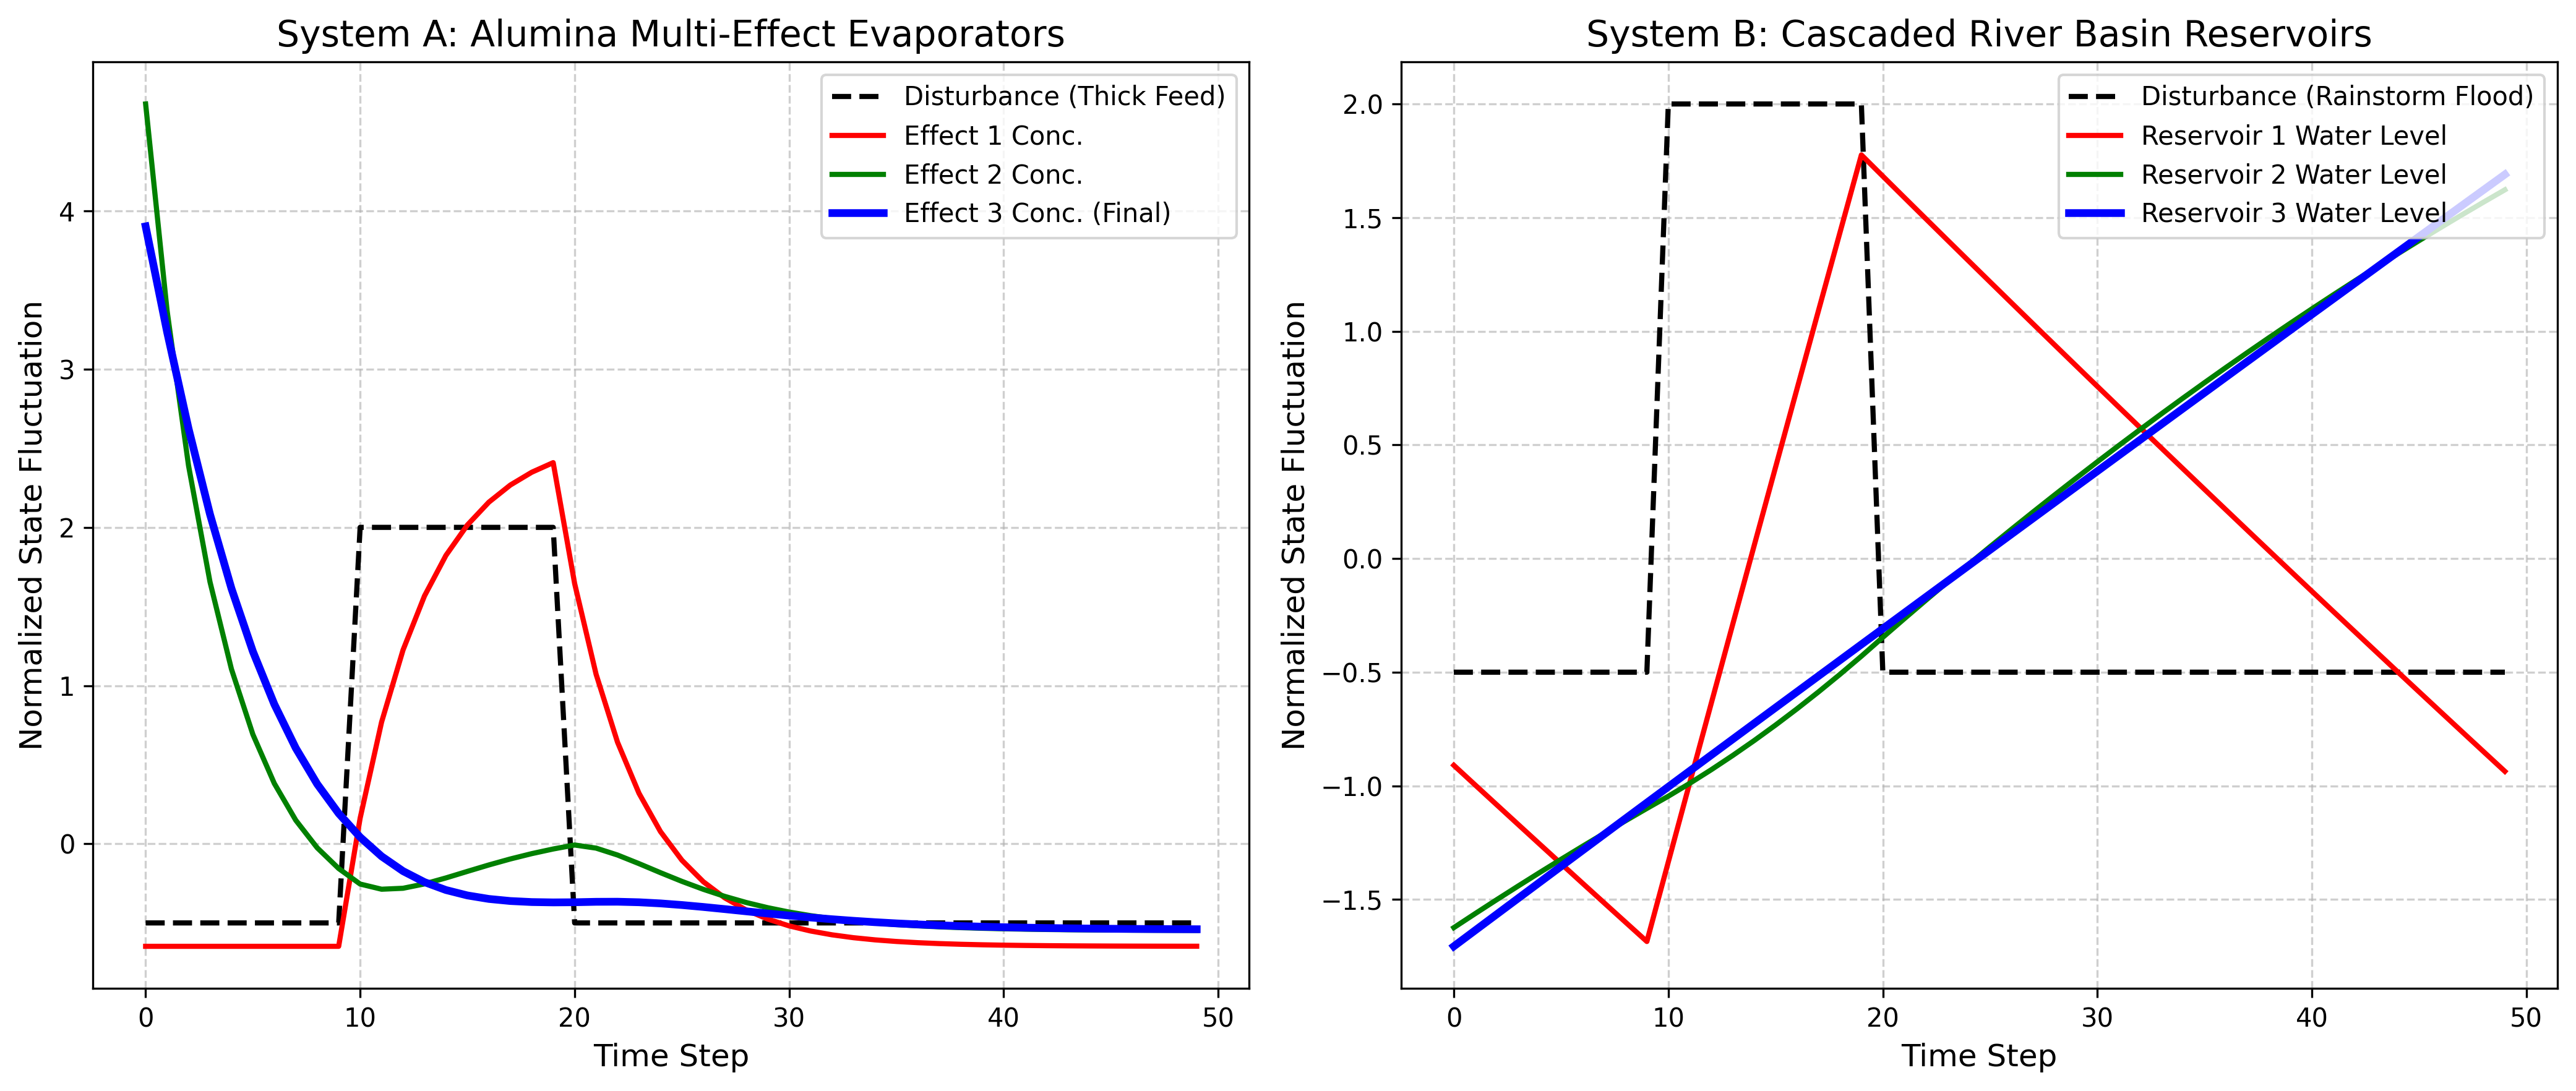 System A: Alumina Multi-Effect Evaporators
Normalized State Fluctuation
4
3
2
1
0
Disturbance (Thick Feed)
Effect 1 Conc.
Effect 2 Conc.
Effect 3 Conc. (Final)
0 10 20 30 40 50
Time Step
System B: Cascaded River Basin Reservoirs
Normalized State Fluctuation
2.0
1.5
1.0
0.5
0.0
−0.5
−1.0
−1.5
Disturbance (Rainstorm Flood)
Reservoir 1 Water Level
Reservoir 2 Water Level
Reservoir 3 Water Level
0 10 20 30 40 50
Time Step